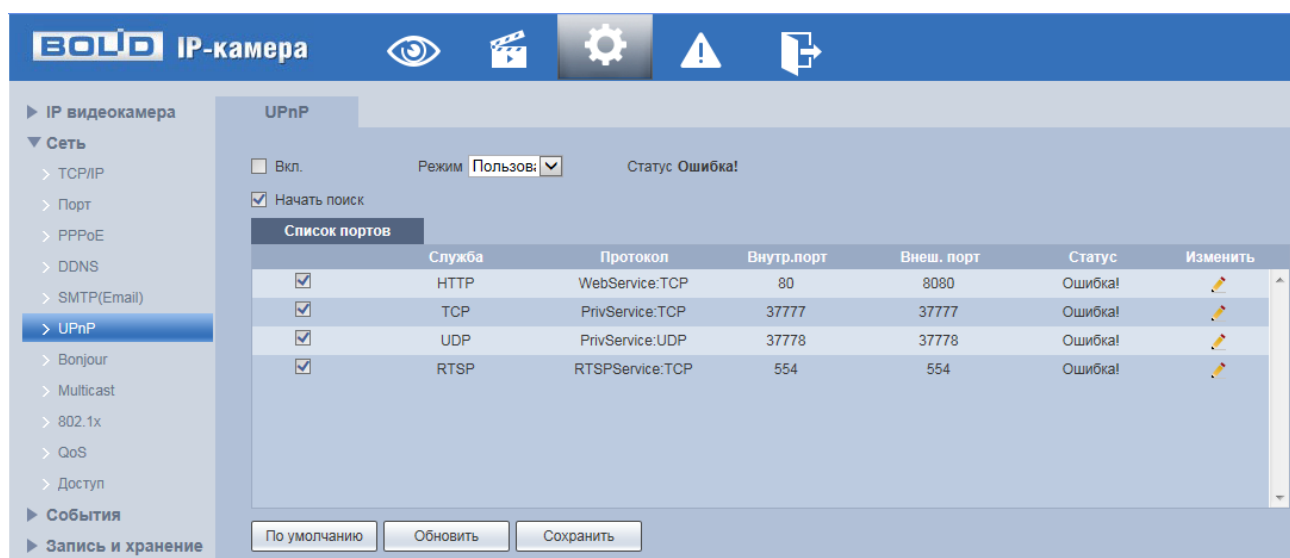 BOLID IP-камера
IP видеокамера
Сеть
TCP/IP
Порт
PPPoE
DDNS
SMTP(Email)
UPnP
Bonjour
Multicast
802.1x
QoS
Доступ
События
Запись и хранение
UPnP
Вкл. Режим Пользова Статус Ошибка!
Начать поиск
Список портов
Служба Протокол Внутр.порт Внеш. порт Статус Изменить
HTTP WebService:TCP 80 8080 Ошибка!
TCP PrivService:TCP 37777 37777 Ошибка!
UDP PrivService:UDP 37778 37778 Ошибка!
RTSP RTSPService:TCP 554 554 Ошибка!
По умолчанию Обновить Сохранить